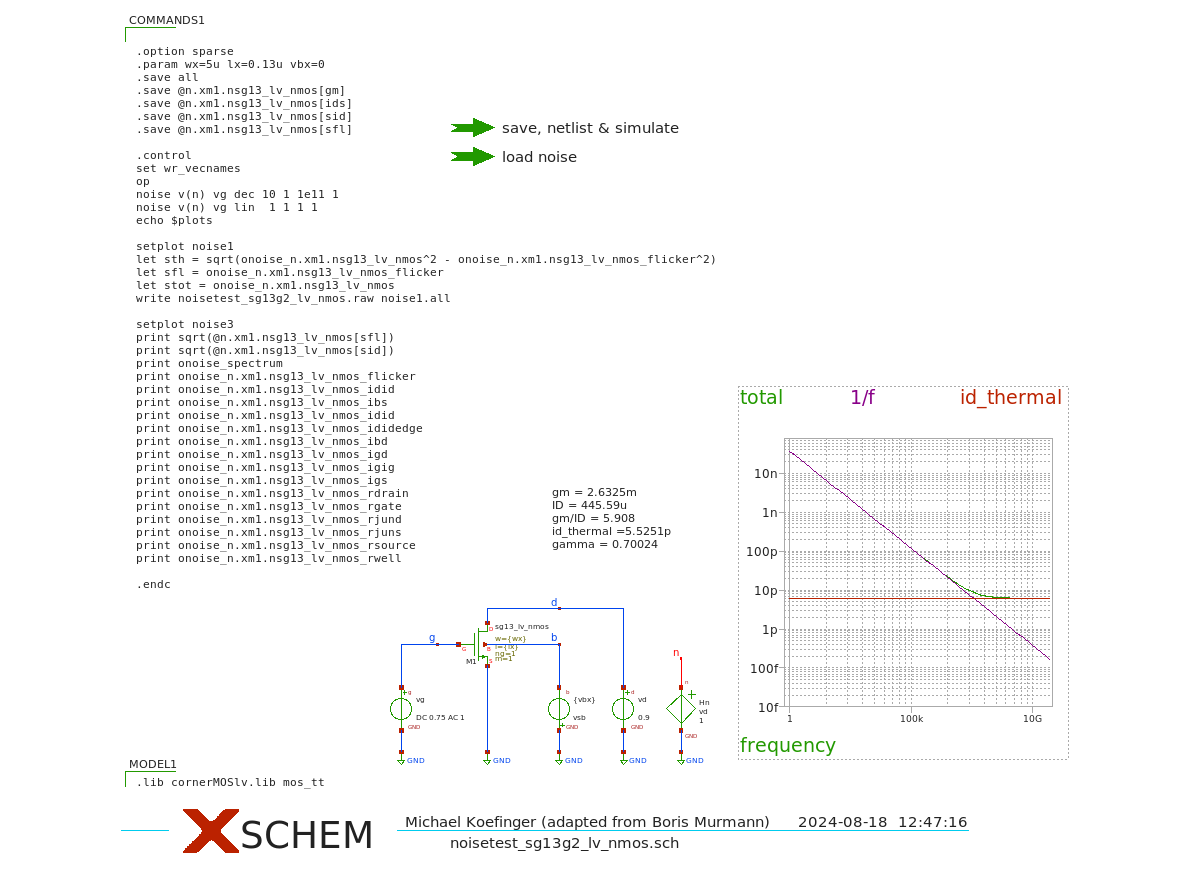 COMMANDS1
.option sparse
.param wx=5u lx=0.13u vbx=0
.save all
.save @n.xm1.nsg13_lv_nmos[gm]
.save @n.xm1.nsg13_lv_nmos[ids]
.save @n.xm1.nsg13_lv_nmos[sid]
.save @n.xm1.nsg13_lv_nmos[sfl]
save, netlist & simulate
load noise
.control
set wr_vecnames
op
noise v(n) vg dec 10 1 1e11 1
noise v(n) vg lin  1 1 1 1
echo $plots
setplot noise1
let sth = sqrt(onoise_n.xm1.nsg13_lv_nmos^2 - onoise_n.xm1.nsg13_lv_nmos_flicker^2)
let sfl = onoise_n.xm1.nsg13_lv_nmos_flicker
let stot = onoise_n.xm1.nsg13_lv_nmos
write noisetest_sg13g2_lv_nmos.raw noise1.all
setplot noise3
print sqrt(@n.xm1.nsg13_lv_nmos[sfl])
print sqrt(@n.xm1.nsg13_lv_nmos[sid])
print onoise_spectrum
print onoise_n.xm1.nsg13_lv_nmos_flicker
print onoise_n.xm1.nsg13_lv_nmos_idid
print onoise_n.xm1.nsg13_lv_nmos_ibs
print onoise_n.xm1.nsg13_lv_nmos_idid
print onoise_n.xm1.nsg13_lv_nmos_ididedge
print onoise_n.xm1.nsg13_lv_nmos_ibd
print onoise_n.xm1.nsg13_lv_nmos_igd
print onoise_n.xm1.nsg13_lv_nmos_igig
print onoise_n.xm1.nsg13_lv_nmos_igs
print onoise_n.xm1.nsg13_lv_nmos_rdrain
print onoise_n.xm1.nsg13_lv_nmos_rgate
print onoise_n.xm1.nsg13_lv_nmos_rjund
print onoise_n.xm1.nsg13_lv_nmos_rjuns
print onoise_n.xm1.nsg13_lv_nmos_rsource
print onoise_n.xm1.nsg13_lv_nmos_rwell
.endc
gm = 2.6325m
ID = 445.59u
gm/ID = 5.908
id_thermal =5.5251p
gamma = 0.70024
total 1/f id_thermal
10n
1n
100p
10p
1p
100f
10f
1 100k 10G
frequency
d
g
b
n
sg13_lv_nmos
w={wx}
l={lx}
ng=1
m=1
M1
D
G
B
S
g
vg
DC 0.75 AC 1
GND
b
{vbx}
vsb
GND
d
vd
0.9
GND
n
Hn
vd
1
GND
GND GND GND GND GND
MODEL1
.lib cornerMOSlv.lib mos_tt
XSCHEM
Michael Koefinger (adapted from Boris Murmann) 2024-08-18 12:47:16
noisetest_sg13g2_lv_nmos.sch